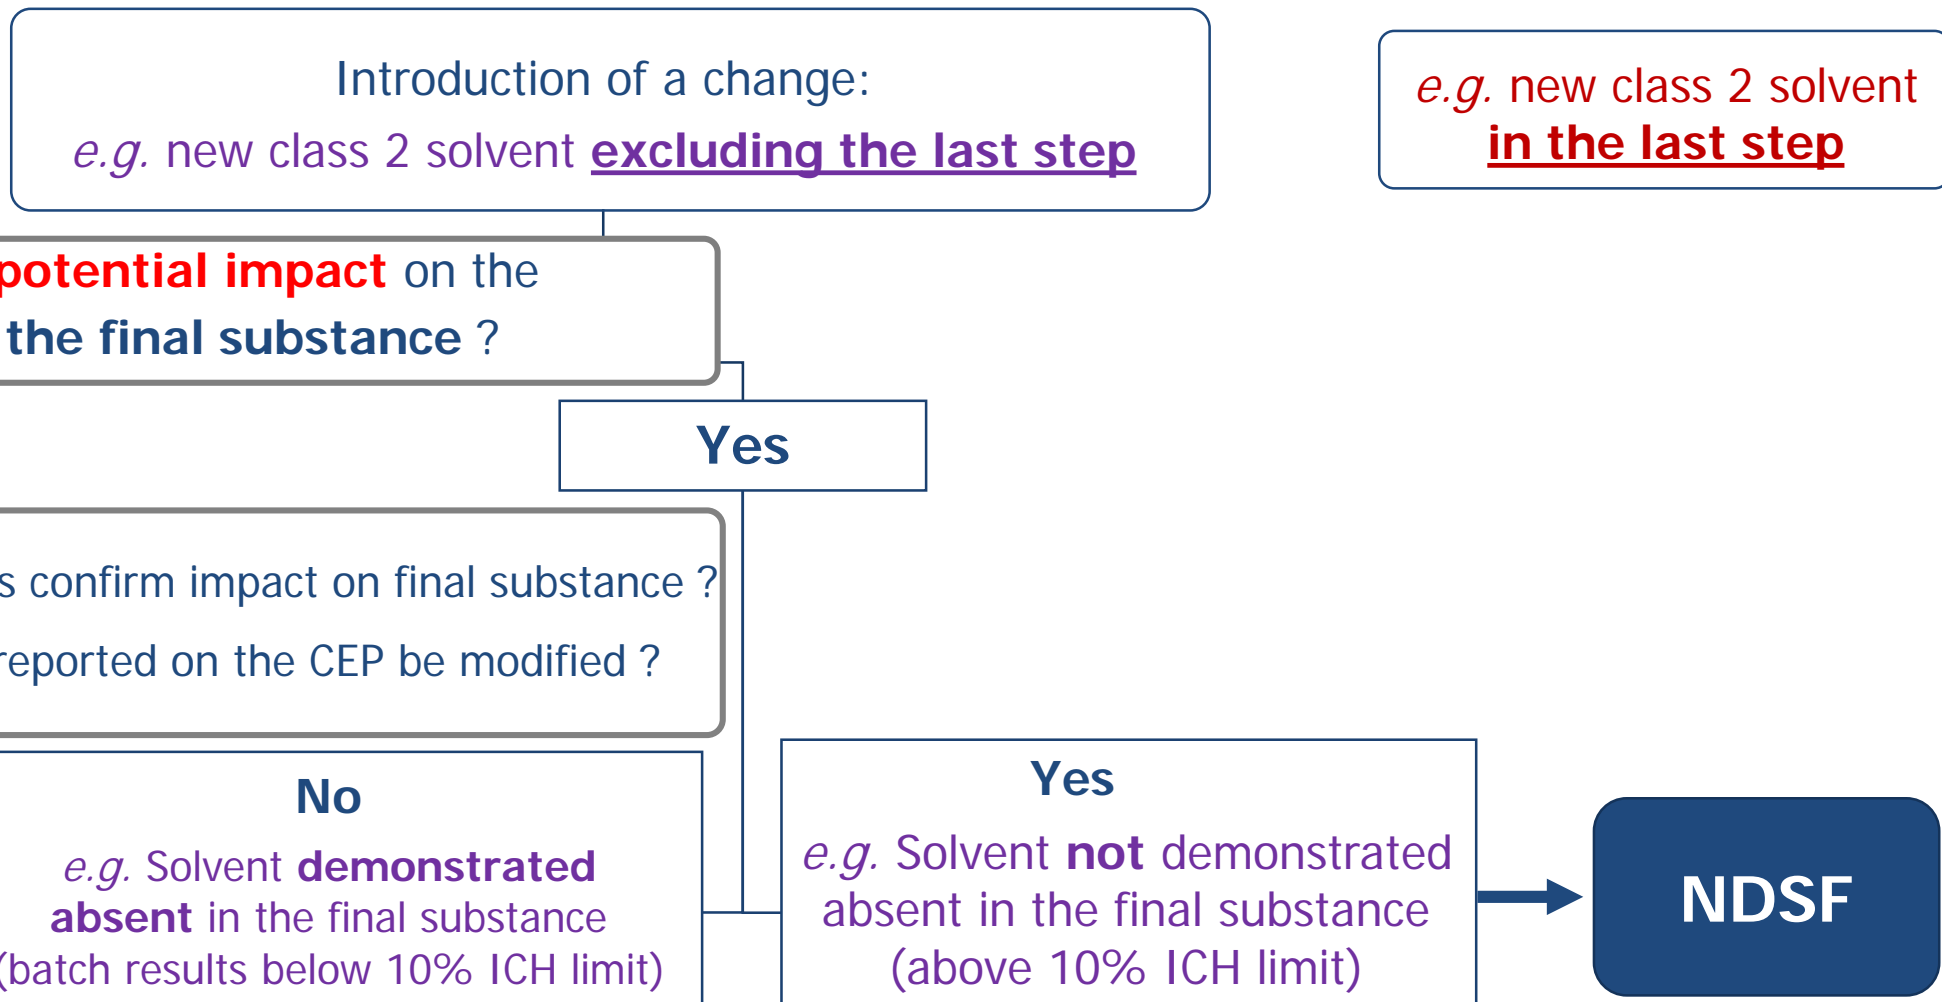 Introduction of a change:
e.g. new class 2 solvent excluding the last step
e.g. new class 2 solvent
in the last step
potential impact on the
the final substance ?
Yes
s confirm impact on final substance ?
reported on the CEP be modified ?
No
e.g. Solvent demonstrated
absent in the final substance
(batch results below 10% ICH limit)
Yes
e.g. Solvent not demonstrated
absent in the final substance
(above 10% ICH limit)
NDSF